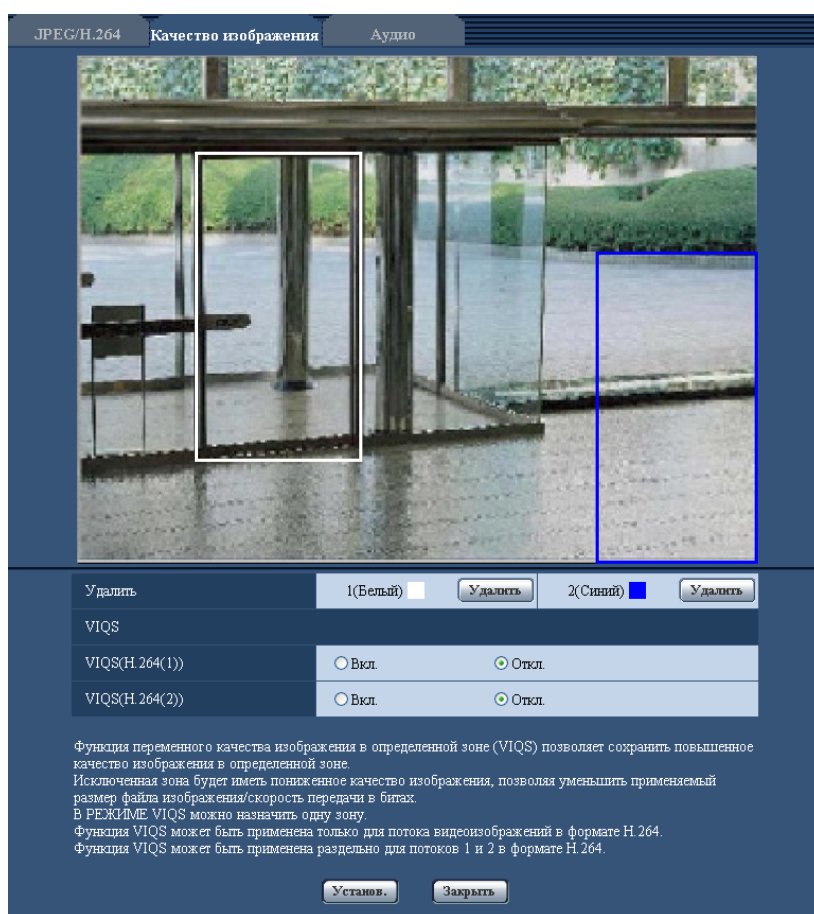 JPEG/H.264 Качество изображения Аудио
Удалить 1(Белый) Удалить 2(Синий) Удалить
VIQS
VIQS(H.264(1)) Вкл. Откл.
VIQS(H.264(2)) Вкл. Откл.
Функция переменного качества изображения в определенной зоне (VIQS) позволяет сохранить повышенное
качество изображения в определенной зоне.
Исключенная зона будет иметь пониженное качество изображения, позволяя уменьшить применяемый
размер файла изображения/скорость передачи в битах.
В РЕЖИМЕ VIQS можно назначить одну зону.
Функция VIQS может быть применена только для потока видеоизображений в формате H.264.
Функция VIQS может быть применена раздельно для потоков 1 и 2 в формате H.264.
Установ. Закрыть